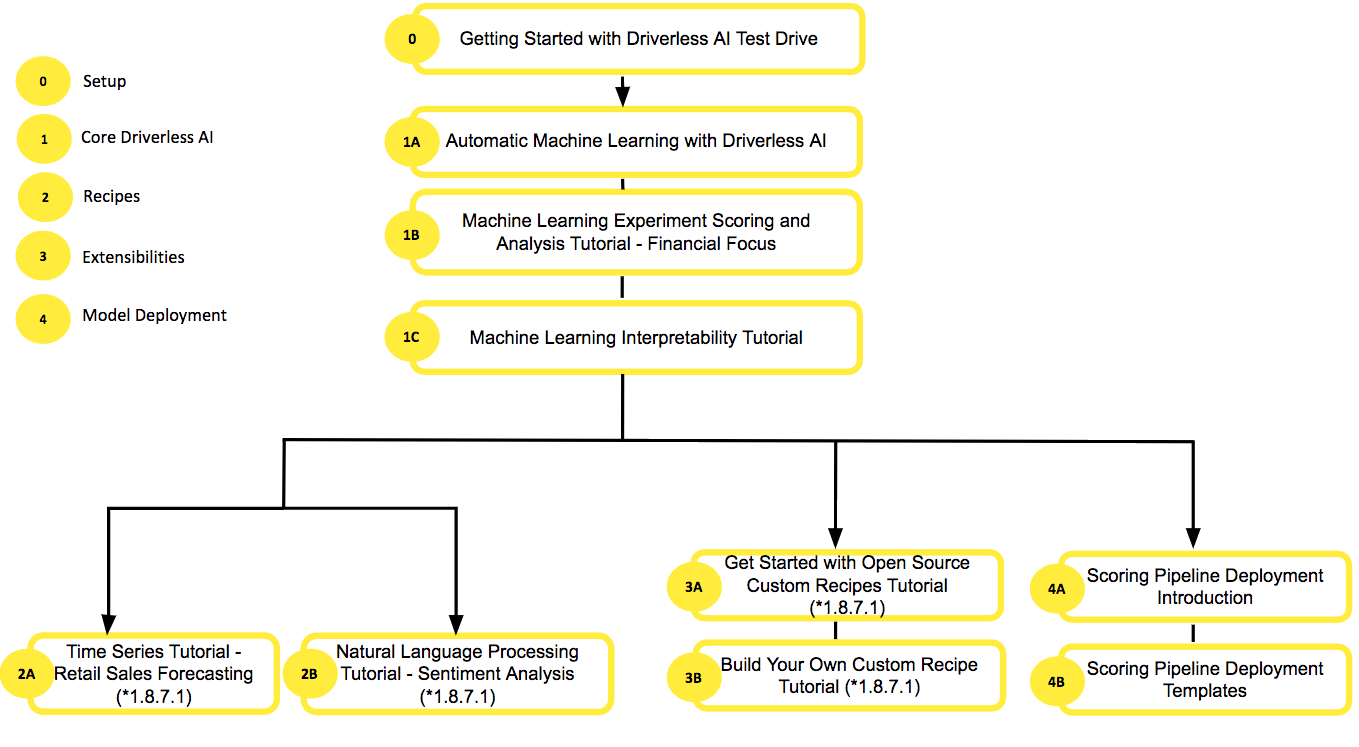 0
Getting Started with Driverless AI Test Drive
0
Setup
1
Core Driverless AI
2
Recipes
3
Extensibilities
4
Model Deployment
1A
Automatic Machine Learning with Driverless AI
1B
Machine Learning Experiment Scoring and
Analysis Tutorial - Financial Focus
1C
Machine Learning Interpretability Tutorial
2A
Time Series Tutorial -
Retail Sales Forecasting
(*1.8.7.1)
2B
Natural Language Processing
Tutorial - Sentiment Analysis
(*1.8.7.1)
3A
Get Started with Open Source
Custom Recipes Tutorial
(*1.8.7.1)
3B
Build Your Own Custom Recipe
Tutorial (*1.8.7.1)
4A
Scoring Pipeline Deployment
Introduction
4B
Scoring Pipeline Deployment
Templates